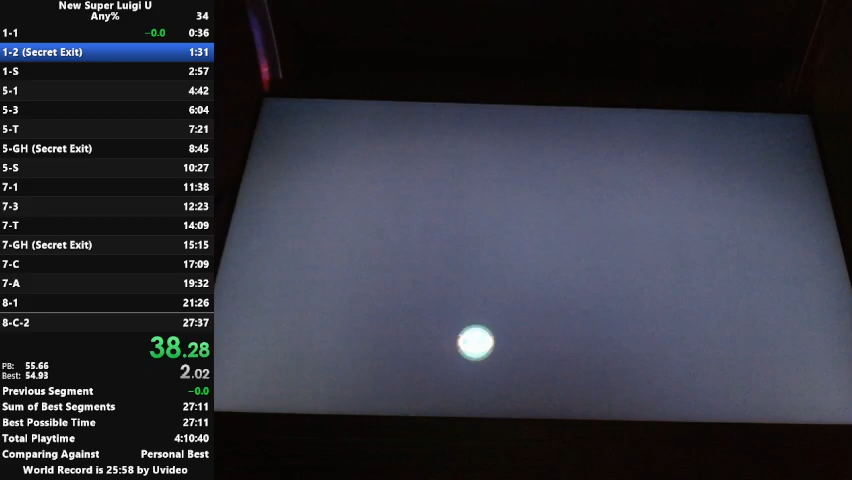 New Super Luigi U
Any% 34
1-1 −0.0 0:36
1-2 (Secret Exit) 1:31
1-S 2:57
5-1 4:42
5-3 6:04
5-T 7:21
5-GH (Secret Exit) 8:45
5-S 10:27
7-1 11:38
7-3 12:23
7-T 14:09
7-GH (Secret Exit) 15:15
7-C 17:09
7-A 19:32
8-1 21:26
8-C-2 27:37
38.28
PB: 55.66
Best: 54.93 2.02
Previous Segment −0.0
Sum of Best Segments 27:11
Best Possible Time 27:11
Total Playtime 4:10:40
Comparing Against Personal Best
World Record is 25:58 by Uvideo